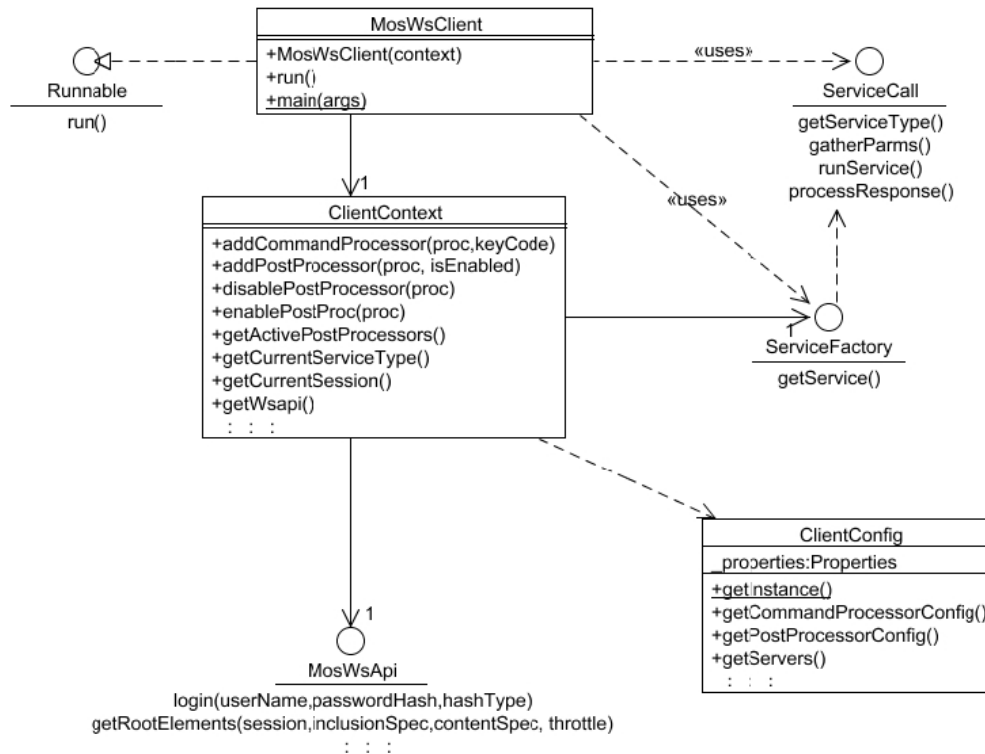 MosWsClient
+MosWsClient(context)
+run()
+main(args)
Runnable
run()
«uses»
ServiceCall
getServiceType()
gatherParms()
runService()
processResponse()
1
«uses»
ClientContext
+addCommandProcessor(proc,keyCode)
+addPostProcessor(proc, isEnabled)
+disablePostProcessor(proc)
+enablePostProc(proc)
+getActivePostProcessors()
+getCurrentServiceType()
+getCurrentSession()
+getWsapi()
: : :
1
ServiceFactory
getService()
ClientConfig
_properties:Properties
+getInstance()
+getCommandProcessorConfig()
+getPostProcessorConfig()
+getServers()
: : :
1
MosWsApi
login(userName,passwordHash,hashType)
getRootElements(session,inclusionSpec,contentSpec, throttle)
: : :